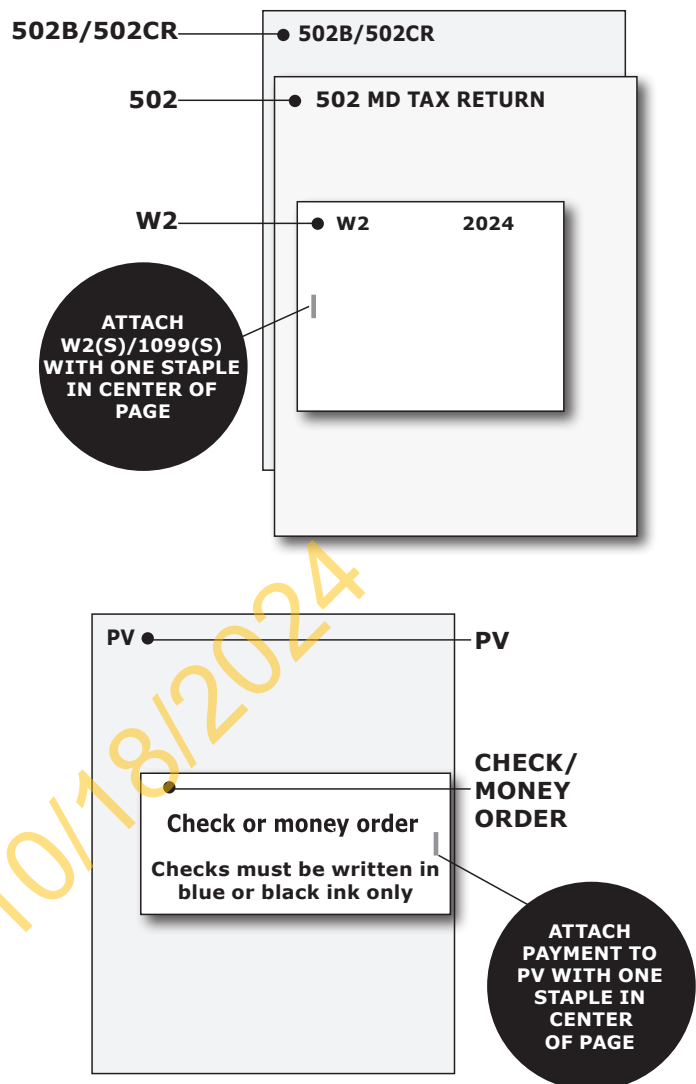 502B/502CR
502B/502CR
502
502 MD TAX RETURN
W2
W2 2024
ATTACH
W2(S)/1099(S)
WITH ONE STAPLE
IN CENTER OF
PAGE
10/18/2024
PV
PV
CHECK/
MONEY
ORDER
Check or money order
Checks must be written in
blue or black ink only
ATTACH
PAYMENT TO
PV WITH ONE
STAPLE IN
CENTER
OF PAGE